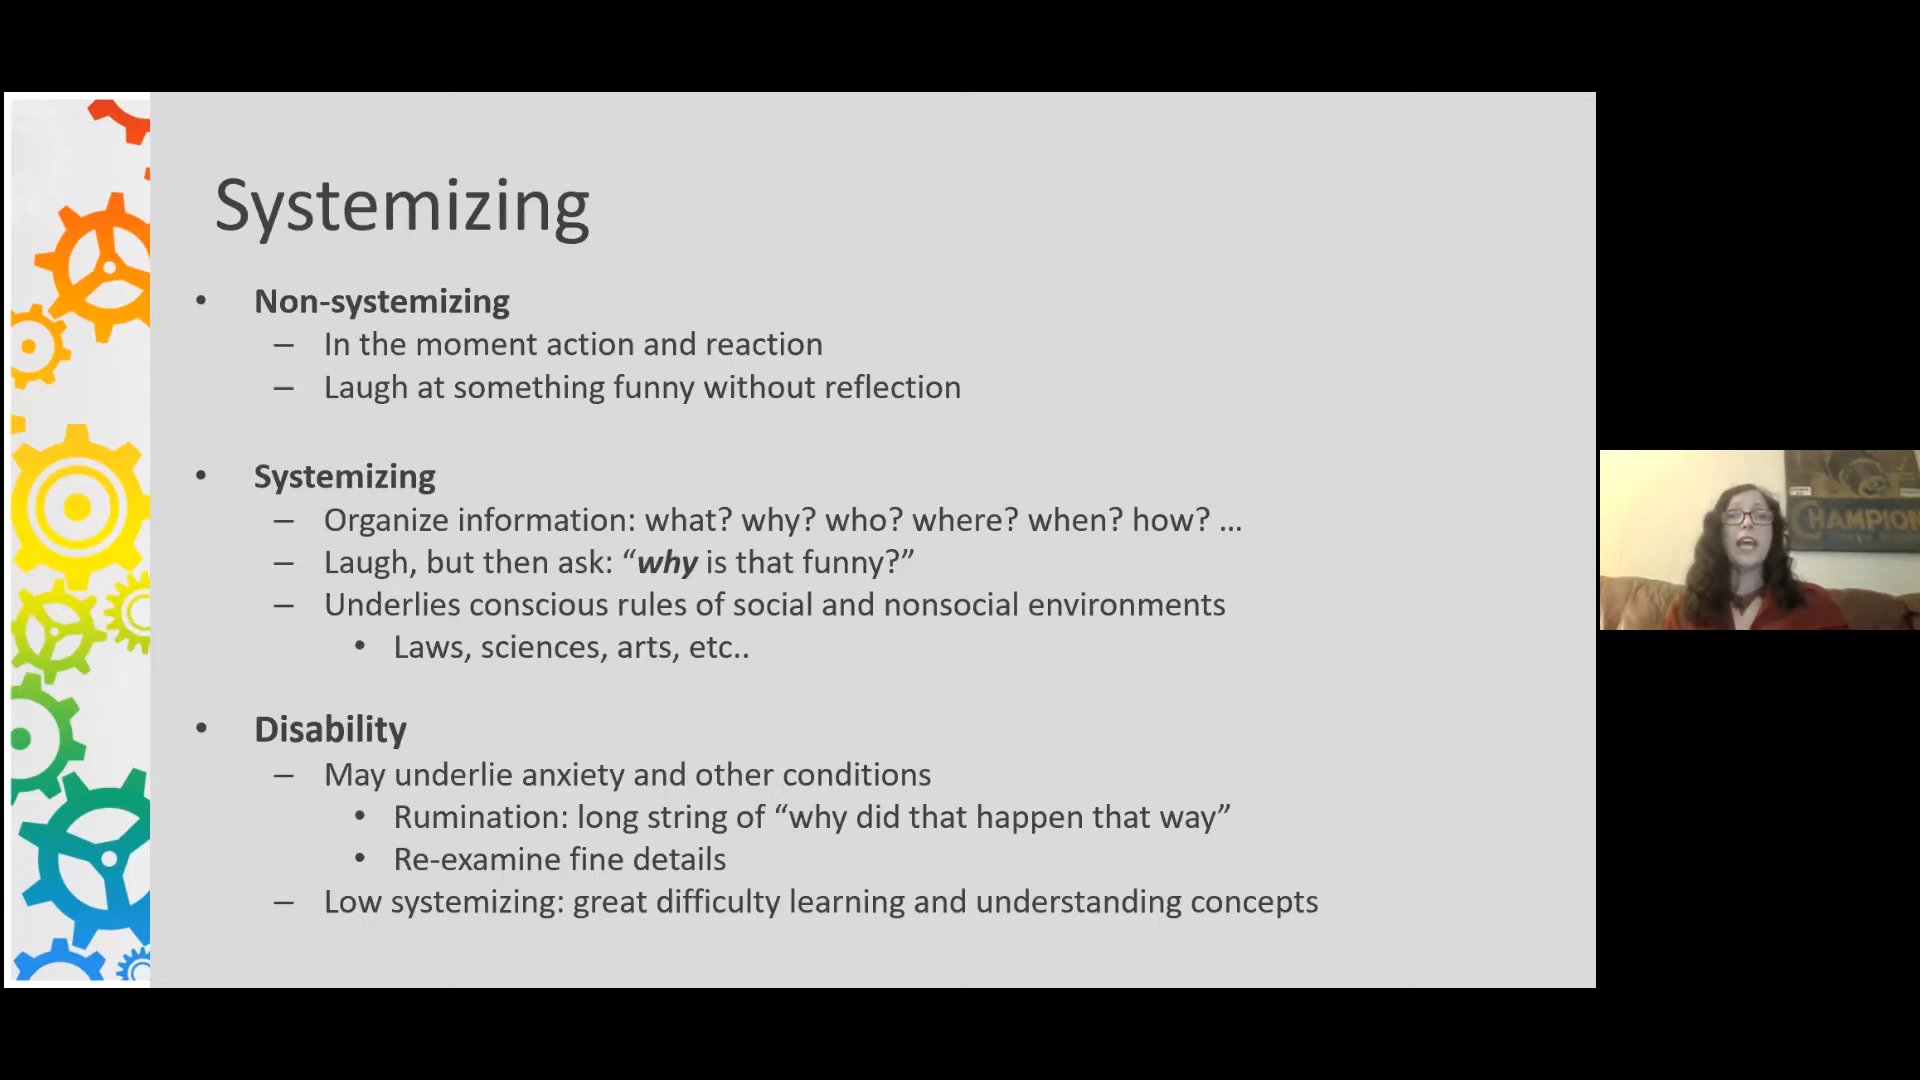 Systemizing
• Non-systemizing
– In the moment action and reaction
– Laugh at something funny without reflection
• Systemizing
– Organize information: what? why? who? where? when? how? ...
– Laugh, but then ask: “why is that funny?”
– Underlies conscious rules of social and nonsocial environments
• Laws, sciences, arts, etc..
• Disability
– May underlie anxiety and other conditions
• Rumination: long string of “why did that happen that way”
• Re-examine fine details
– Low systemizing: great difficulty learning and understanding concepts
CHAMPION